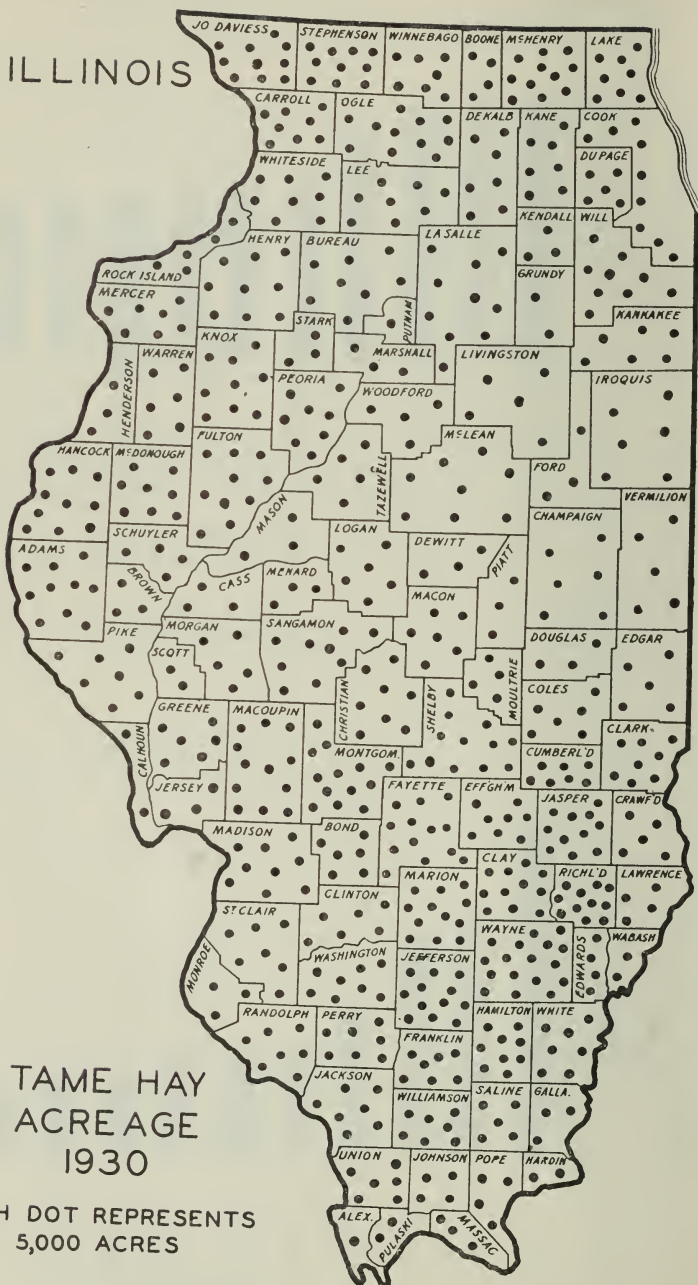 ILLINOIS
JO DAVIESS
STEPHENSON
WINNEBAGO
BOONE
McHENRY
LAKE
CARROLL
OGLE
DEKALB
KANE
COOK
DU PAGE
WHITESIDE
LEE
KENDALL
WILL
HENRY
BUREAU
LA SALLE
GRUNDY
ROCK ISLAND
MERCER
PUTNAM
KANKAKEE
STARK
KNOX
WARREN
HENDERSON
MARSHALL
LIVINGSTON
PEORIA
WOODFORD
IROQUIS
FULTON
HANCOCK
McDONOUGH
McLEAN
TAZEWELL
FORD
MASON
VERMILION
CHAMPAIGN
SCHUYLER
LOGAN
DEWITT
PIATT
ADAMS
BROWN
CASS
MENARD
MACON
PIKE
MORGAN
SANGAMON
DOUGLAS
EDGAR
SCOTT
CHRISTIAN
SHELBY
MOULTRIE
COLES
GREENE
MACOUPIN
CALHOUN
MONTGOM.
CUMBERL'D
CLARK
JERSEY
FAYETTE
EFF'GH'M
JASPER
CRAWF'D
MADISON
BOND
CLAY
RICHL'D
LAWRENCE
MARION
CLINTON
ST. CLAIR
WAYNE
EDWARDS
WABASH
MONROE
WASHINGTON
JEFFERSON
RANDOLPH
PERRY
HAMILTON
WHITE
FRANKLIN
JACKSON
WILLIAMSON
SALINE
GALLA.
UNION
JOHNSON
POPE
HARDIN
ALEX.
PULASKI
MASSAC
TAME HAY
ACREAGE
1930
H DOT REPRESENTS
5,000 ACRES